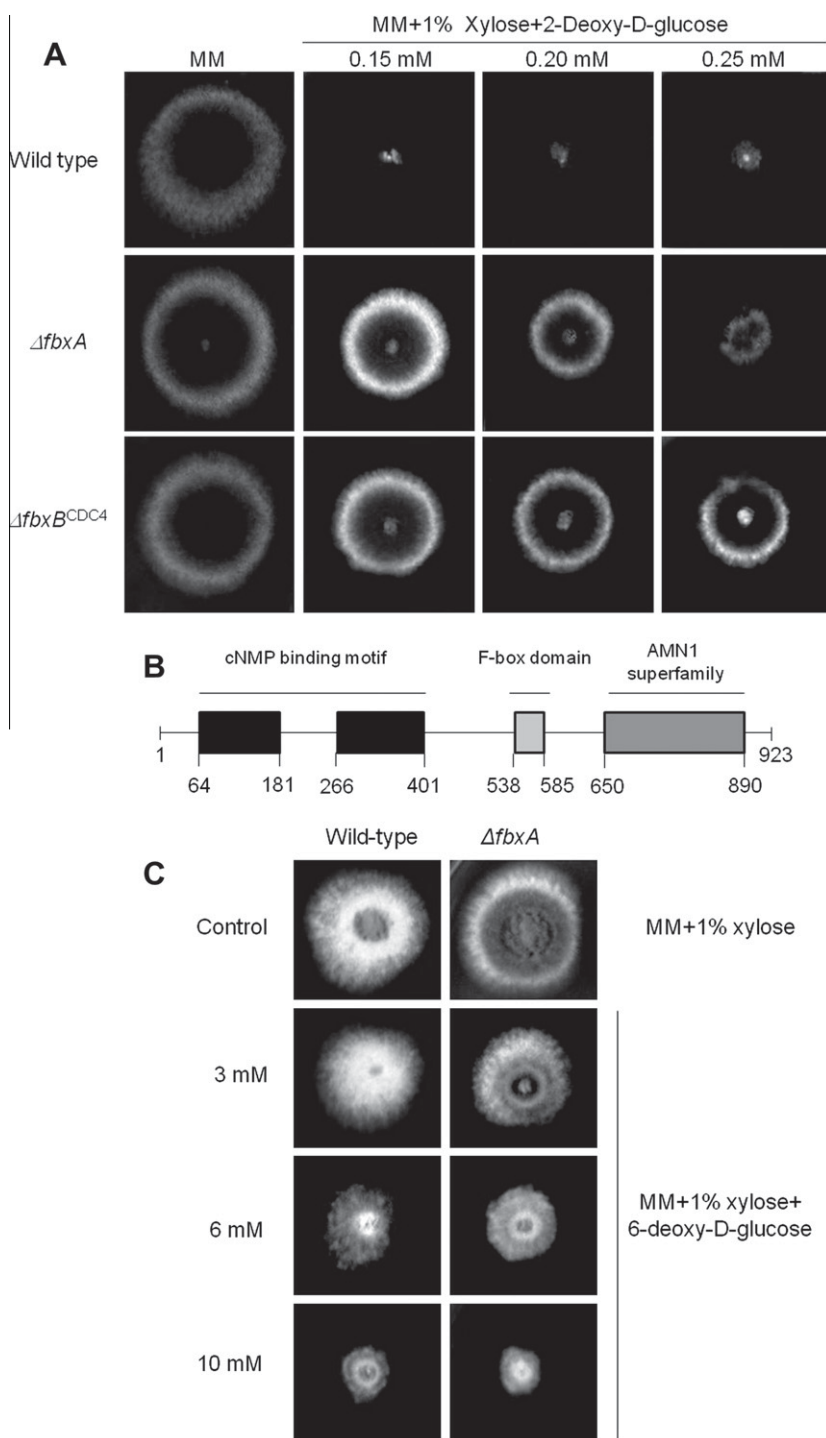 A
MM+1% Xylose+2-Deoxy-D-glucose
MM
0.15 mM
0.20 mM
0.25 mM
Wild type
ΔfbxA
ΔfbxB^CDC4
B
cNMP binding motif
F-box domain
AMN1
superfamily
1
64
181
266
401
538
585
650
890
923
C
Wild-type
ΔfbxA
Control
MM+1% xylose
3 mM
6 mM
MM+1% xylose+
6-deoxy-D-glucose
10 mM